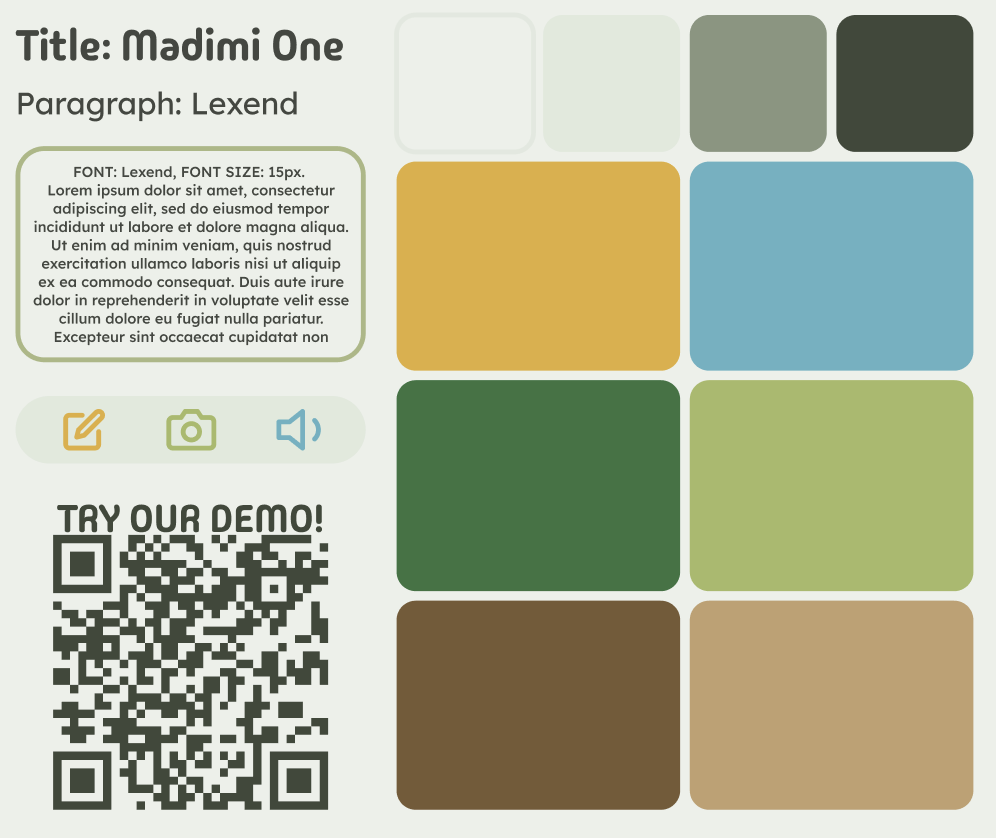 Title: Madimi One
Paragraph: Lexend
FONT: Lexend, FONT SIZE: 15px.
Lorem ipsum dolor sit amet, consectetur
adipiscing elit, sed do eiusmod tempor
incididunt ut labore et dolore magna aliqua.
Ut enim ad minim veniam, quis nostrud
exercitation ullamco laboris nisi ut aliquip
ex ea commodo consequat. Duis aute irure
dolor in reprehenderit in voluptate velit esse
cillum dolore eu fugiat nulla pariatur.
Excepteur sint occaecat cupidatat non
TRY OUR DEMO!